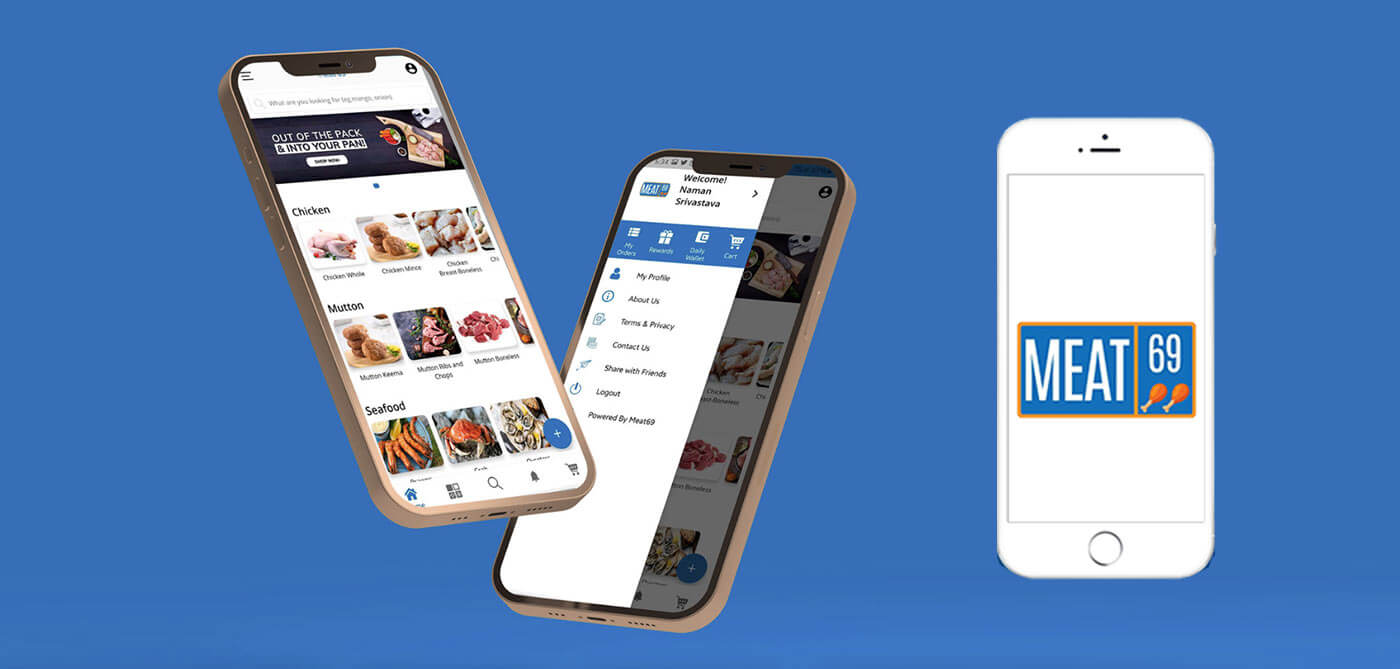 What are you looking for (eg.mango, onion)
OUT OF THE PACK
& INTO YOUR PAN!
SHOP NOW
Chicken
Chicken Whole
Chicken Mince
Chicken
Breast Boneless
Chi
Mutton
Mutton Keema
Mutton Ribs and
Chops
Mutton Boneless
Seafood
Welcome!
Naman
Srivastava
MEAT 69
My
Orders
Rewards
Daily
Wallet
Cart
My Profile
About Us
Terms & Privacy
Contact Us
Share with Friends
Logout
Powered By Meat69
Chicken
Breast Boneless
Chi
Mutton Boneless
MEAT 69